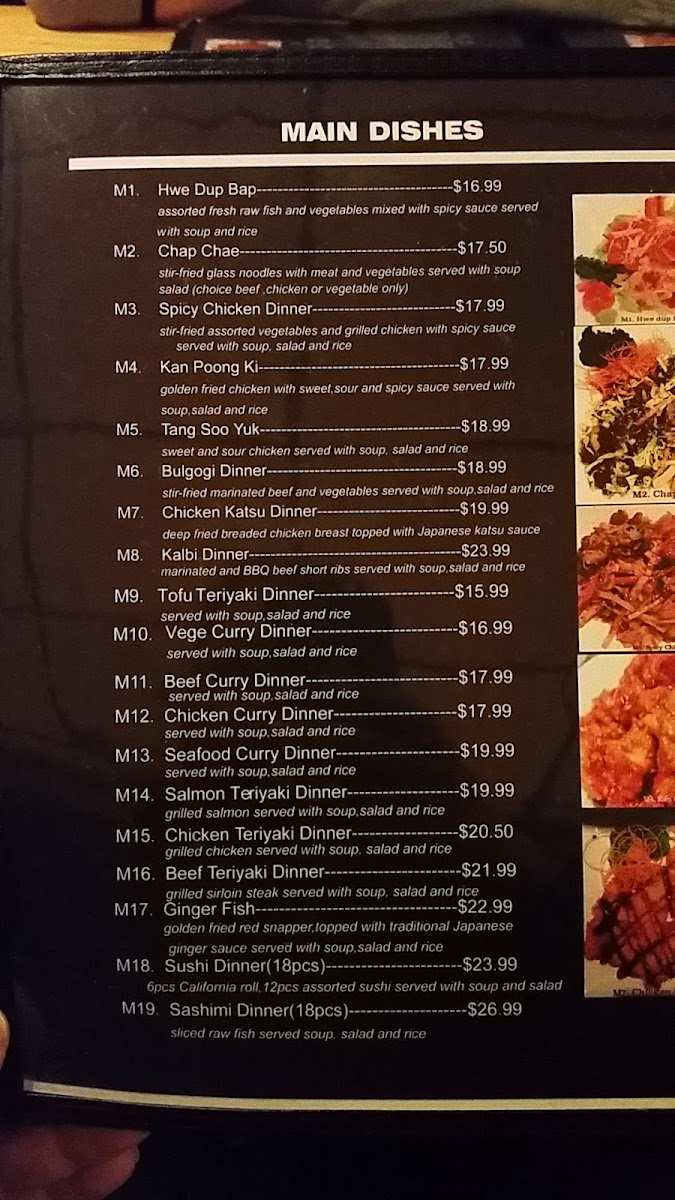 MAIN DISHES
M1. Hwe Dup Bap-------------------------------------$16.99
assorted fresh raw fish and vegetables mixed with spicy sauce served
with soup and rice
M2. Chap Chae-----------------------------------------$17.50
stir-fried glass noodles with meat and vegetables served with soup
salad (choice beef ,chicken or vegetable only)
M3. Spicy Chicken Dinner---------------------------$17.99
stir-fried assorted vegetables and grilled chicken with spicy sauce
served with soup, salad and rice
M4. Kan Poong Ki--------------------------------------$17.99
golden fried chicken with sweet,sour and spicy sauce served with
soup,salad and rice
M5. Tang Soo Yuk--------------------------------------$18.99
sweet and sour chicken served with soup, salad and rice
M6. Bulgogi Dinner------------------------------------$18.99
stir-fried marinated beef and vegetables served with soup,salad and rice
M7. Chicken Katsu Dinner---------------------------$19.99
deep fried breaded chicken breast topped with Japanese katsu sauce
M8. Kalbi Dinner----------------------------------------$23.99
marinated and BBQ beef short ribs served with soup,salad and rice
M9. Tofu Teriyaki Dinner---------------------------$15.99
served with soup,salad and rice
M10. Vege Curry Dinner----------------------------$16.99
served with soup,salad and rice
M11. Beef Curry Dinner-----------------------------$17.99
served with soup,salad and rice
M12. Chicken Curry Dinner-----------------------$17.99
served with soup,salad and rice
M13. Seafood Curry Dinner-----------------------$19.99
served with soup,salad and rice
M14. Salmon Teriyaki Dinner---------------------$19.99
grilled salmon served with soup,salad and rice
M15. Chicken Teriyaki Dinner--------------------$20.50
grilled chicken served with soup, salad and rice
M16. Beef Teriyaki Dinner--------------------------$21.99
grilled sirloin steak served with soup, salad and rice
M17. Ginger Fish--------------------------------------$22.99
golden fried red snapper,topped with traditional Japanese
ginger sauce served with soup,salad and rice
M18. Sushi Dinner(18pcs)--------------------------$23.99
6pcs California roll,12pcs assorted sushi served with soup and salad
M19. Sashimi Dinner(18pcs)----------------------$26.99
sliced raw fish served soup, salad and rice
M1. Hwe dup
M2. Chap